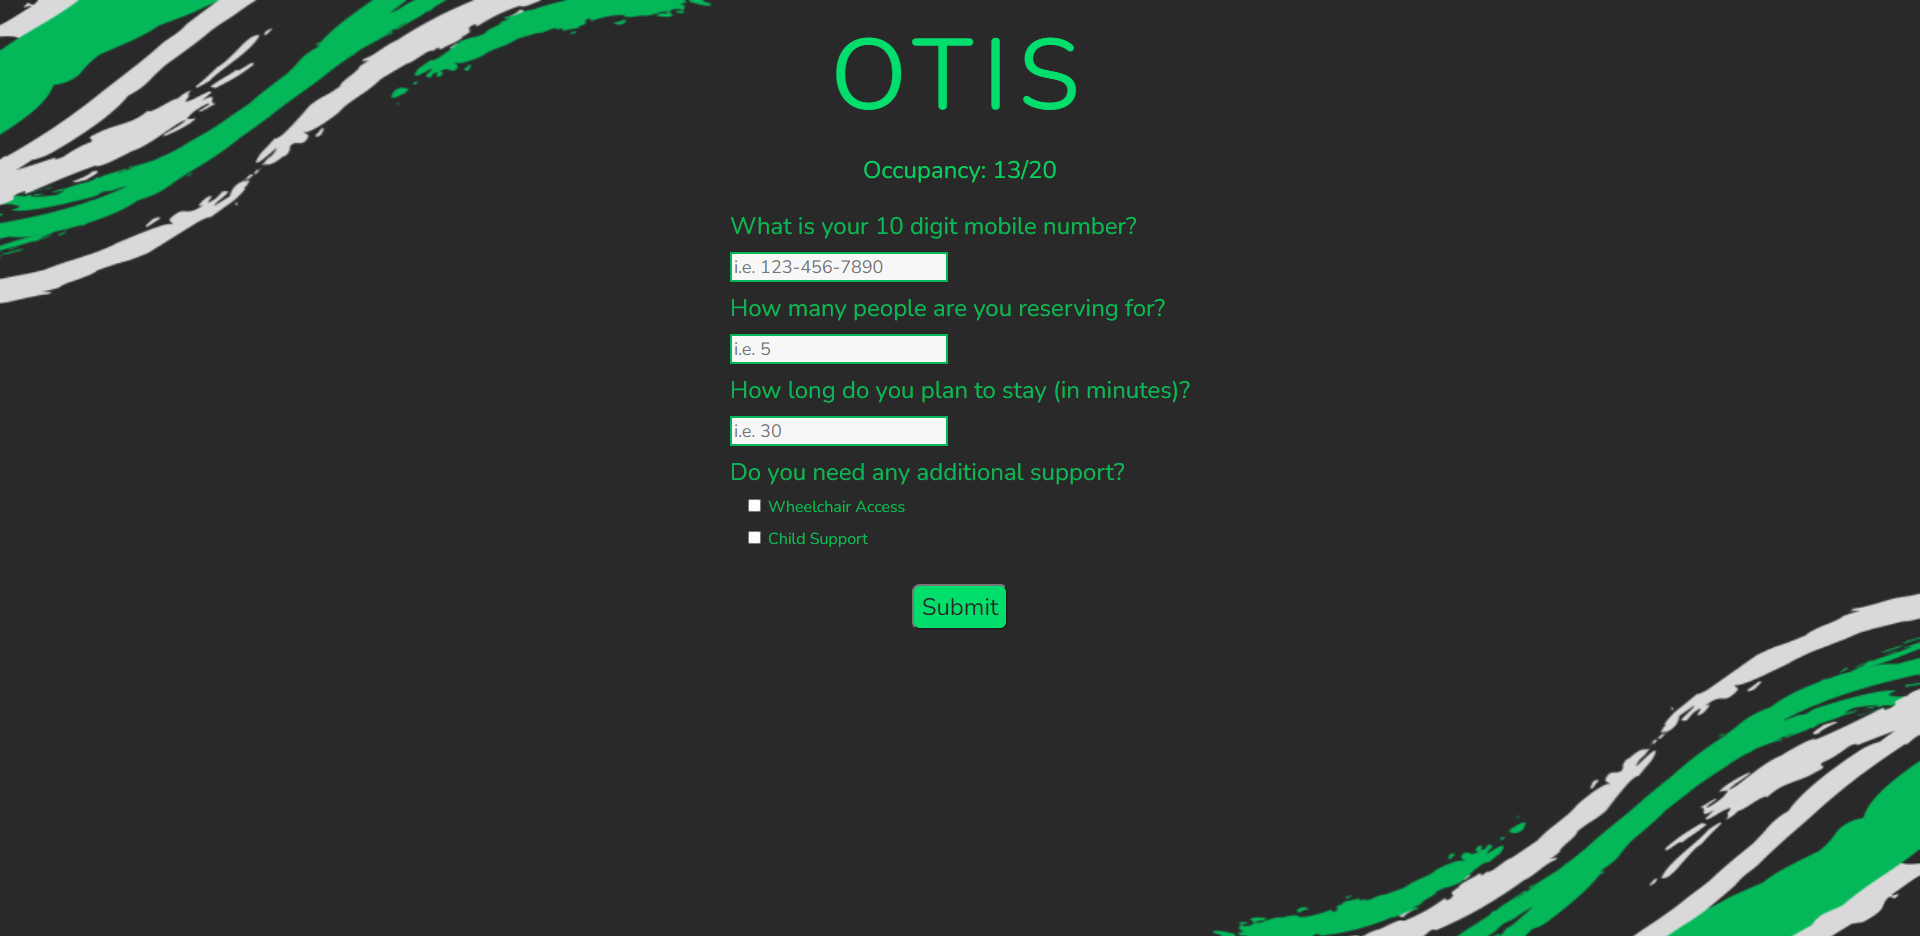 OTIS
Occupancy: 13/20
What is your 10 digit mobile number?
i.e. 123-456-7890
How many people are you reserving for?
i.e. 5
How long do you plan to stay (in minutes)?
i.e. 30
Do you need any additional support?
Wheelchair Access
Child Support
Submit